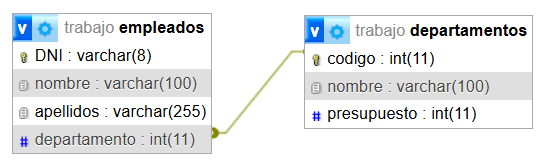 trabajo empleados
DNI : varchar(8)
nombre : varchar(100)
apellidos : varchar(255)
departamento : int(11)
trabajo departamentos
codigo : int(11)
nombre : varchar(100)
presupuesto : int(11)